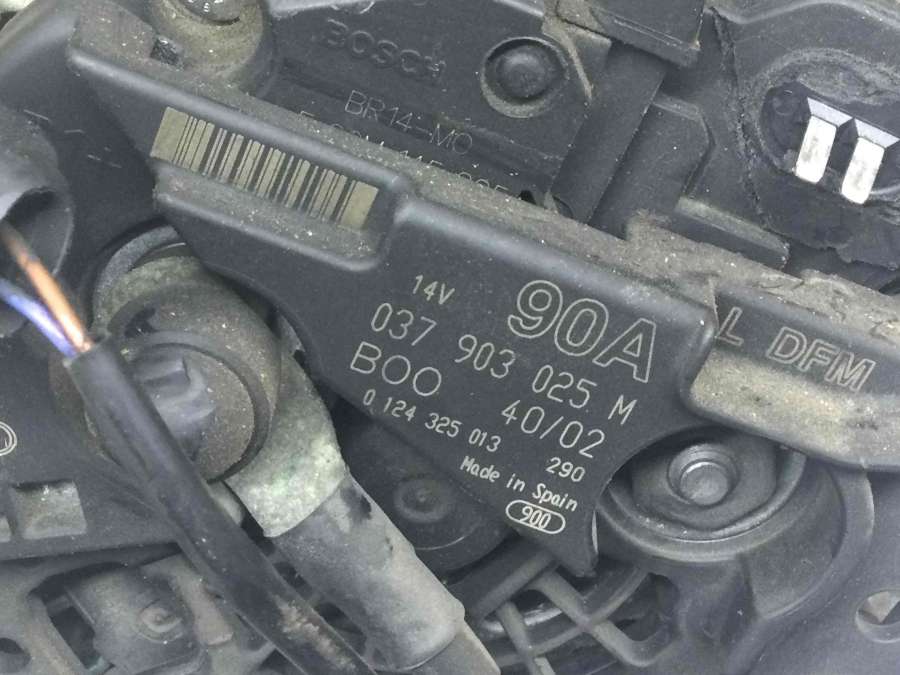 BOSCH
BR14-M0
14V 90A
037 903 025 M
BOO 40/02
0 124 325 013 290
Made in Spain
900
L DFM